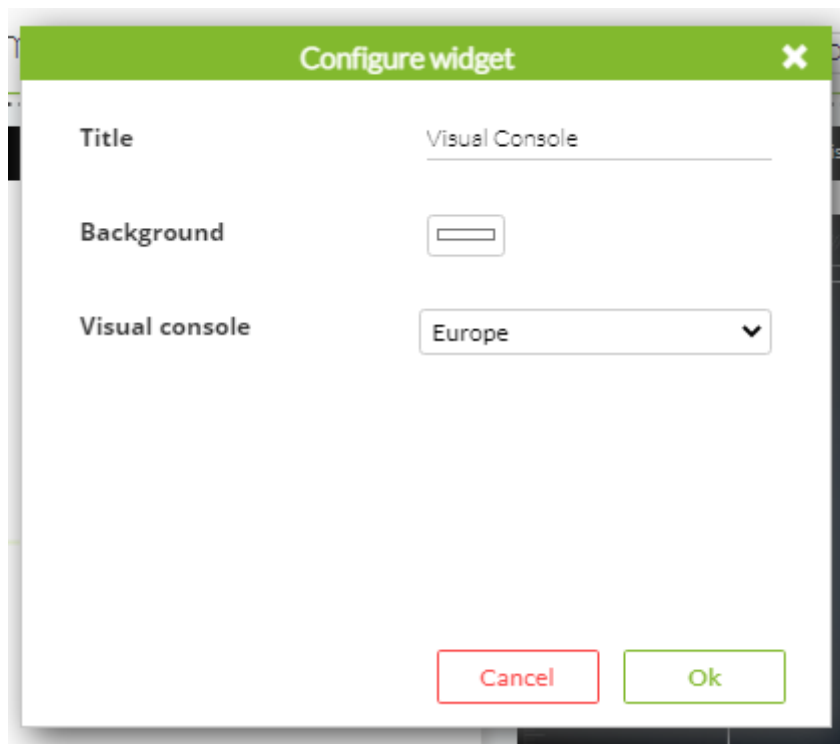 Configure widget
Title
Visual Console
Background
Visual console
Europe
Cancel
Ok